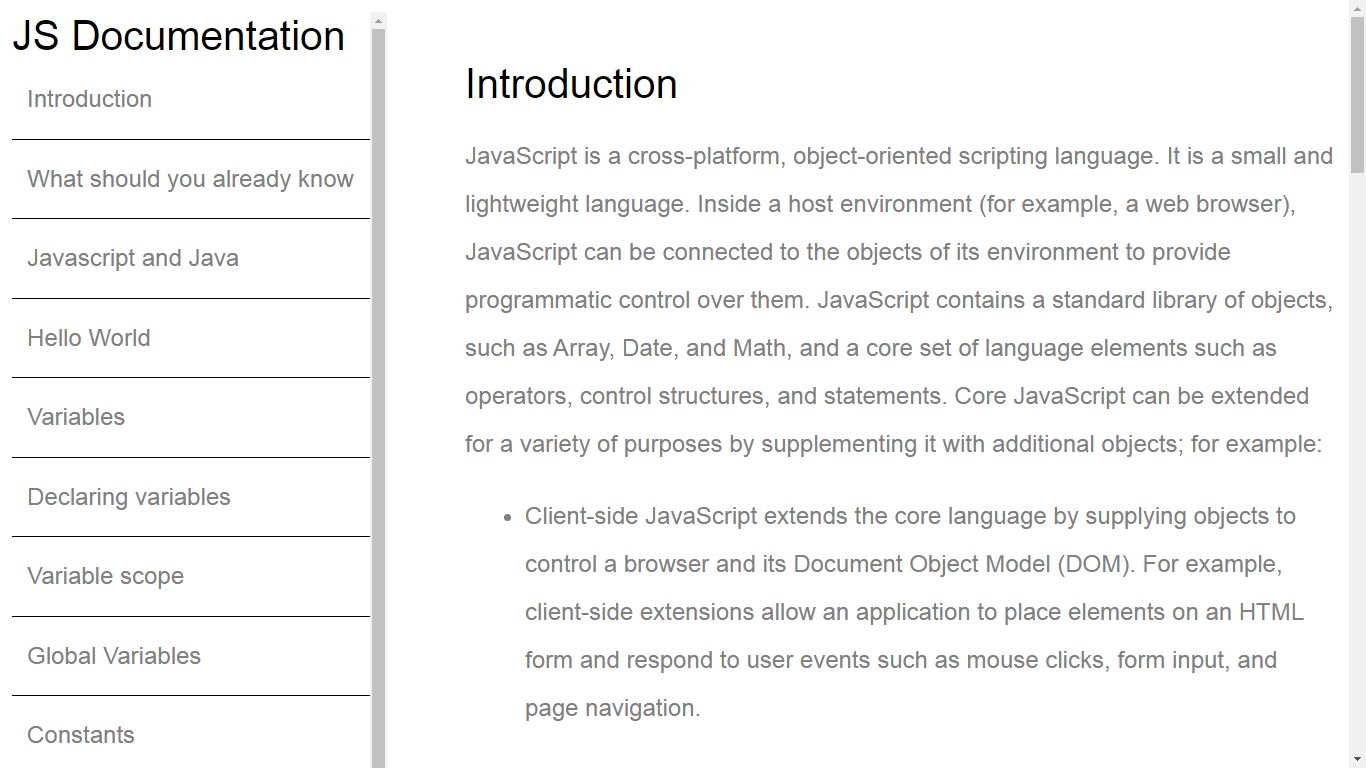 JS Documentation
Introduction
What should you already know
Javascript and Java
Hello World
Variables
Declaring variables
Variable scope
Global Variables
Constants
Introduction
JavaScript is a cross-platform, object-oriented scripting language. It is a small and
lightweight language. Inside a host environment (for example, a web browser),
JavaScript can be connected to the objects of its environment to provide
programmatic control over them. JavaScript contains a standard library of objects,
such as Array, Date, and Math, and a core set of language elements such as
operators, control structures, and statements. Core JavaScript can be extended
for a variety of purposes by supplementing it with additional objects; for example:
• Client-side JavaScript extends the core language by supplying objects to
control a browser and its Document Object Model (DOM). For example,
client-side extensions allow an application to place elements on an HTML
form and respond to user events such as mouse clicks, form input, and
page navigation.